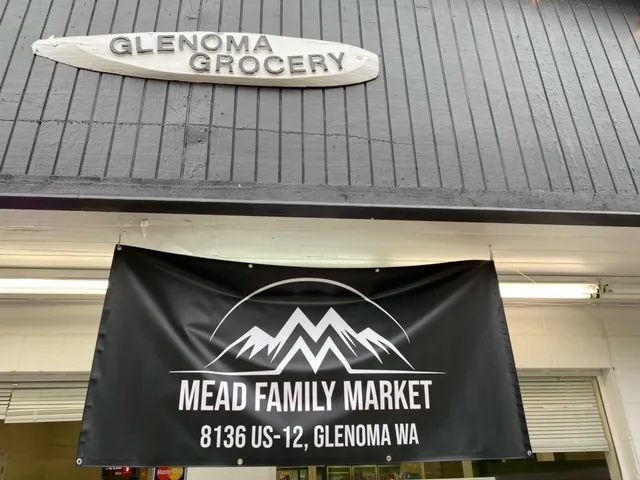 GLENOMA
GROCERY
MEAD FAMILY MARKET
8136 US-12, GLENOMA WA